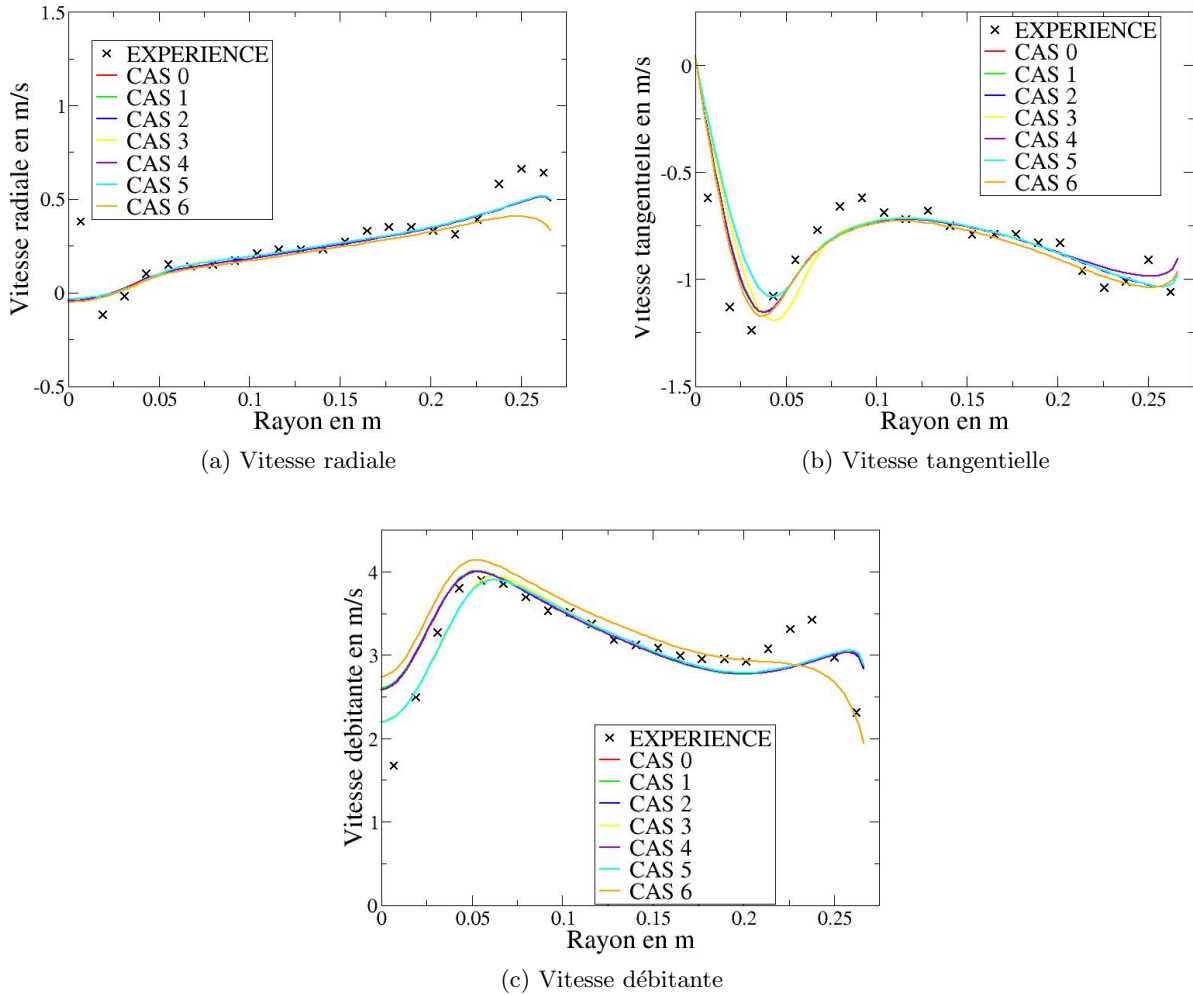 1.5
1
0.5
0
-0.5
Vitesse radiale en m/s
EXPERIENCE
CAS 0
CAS 1
CAS 2
CAS 3
CAS 4
CAS 5
CAS 6
0
0.05
0.1
0.15
0.2
0.25
Rayon en m
(a) Vitesse radiale
0
-0.5
-1
-1.5
Vitesse tangentuelle en m/s
EXPERIENCE
CAS 0
CAS 1
CAS 2
CAS 3
CAS 4
CAS 5
CAS 6
0
0.05
0.1
0.15
0.2
0.25
Rayon en m
(b) Vitesse tangentielle
4
3
2
1
0
Vitesse debitante en m/s
EXPERIENCE
CAS 0
CAS 1
CAS 2
CAS 3
CAS 4
CAS 5
CAS 6
0
0.05
0.1
0.15
0.2
0.25
Rayon en m
(c) Vitesse débitante